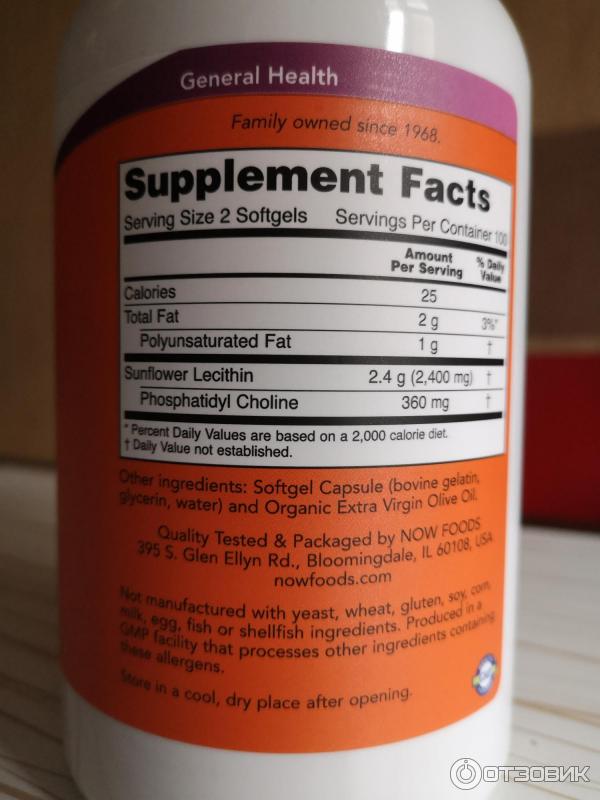 General Health
Family owned since 1968.
Supplement Facts
Serving Size 2 Softgels Servings Per Container 100
Amount Per Serving % Daily Value
Calories 25
Total Fat 2 g 3%*
Polyunsaturated Fat 1 g †
Sunflower Lecithin 2.4 g (2,400 mg) †
Phosphatidyl Choline 360 mg †
* Percent Daily Values are based on a 2,000 calorie diet.
† Daily Value not established.
Other ingredients: Softgel Capsule (bovine gelatin,
glycerin, water) and Organic Extra Virgin Olive Oil.
Quality Tested & Packaged by NOW FOODS
395 S. Glen Ellyn Rd., Bloomingdale, IL 60108, USA
nowfoods.com
Not manufactured with yeast, wheat, gluten, soy, corn,
milk, egg, fish or shellfish ingredients. Produced in a
GMP facility that processes other ingredients containing
these allergens.
Store in a cool, dry place after opening.
ОТЗОВИК